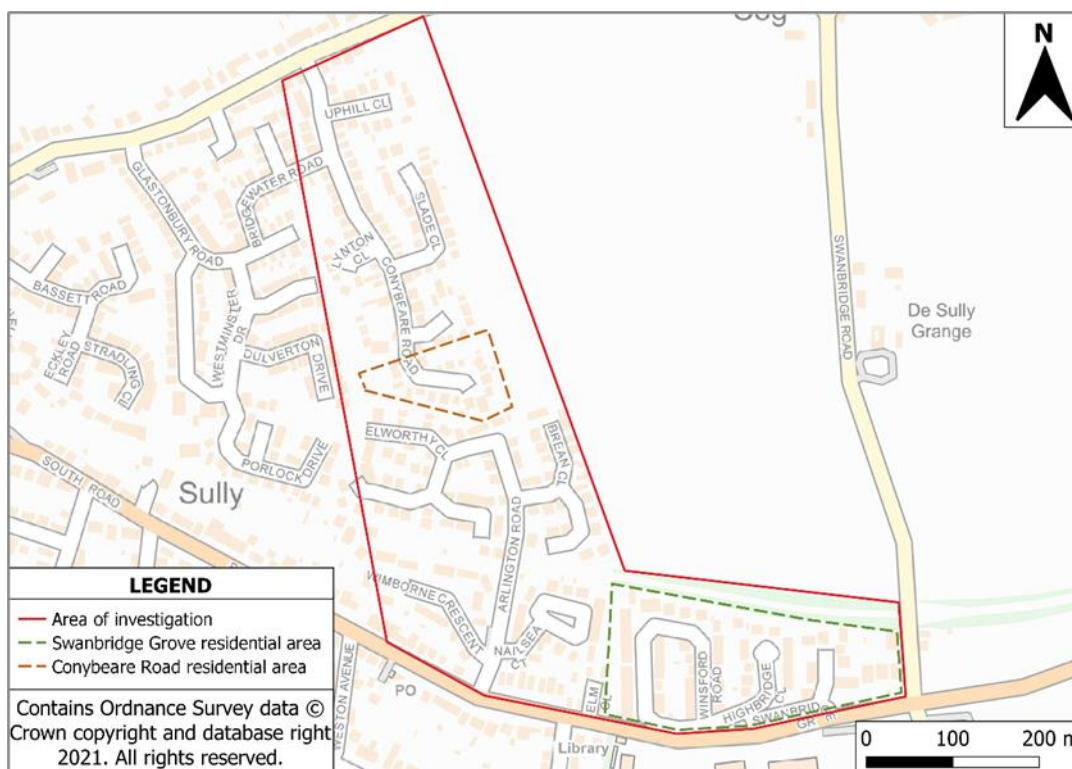 Cog
N
UPHILL CL
GLASTONBURY ROAD
BRIDGEWATER ROAD
SLADE CL
LYNTON
CL
CONYBEARE ROAD
SWANBRIDGE ROAD
BASSETT ROAD
ECKLEY
ROAD
STRADLING CL
WESTMINSTER
DR
DULVERTON
DRIVE
De Sully
Grange
ELWORTHY CL
BREAN CL
PORLOCK DRIVE
SOUTH ROAD
Sully
ARLINGTON ROAD
WIMBORNE CRESCENT
NAILSEA
CT
WESTON AVENUE
PO
ELM
WINSFORD
ROAD
HIGHBRIDGE
CL
SWANBRID
GR
Library
LEGEND
Area of investigation
Swanbridge Grove residential area
Conybeare Road residential area
Contains Ordnance Survey data ©
Crown copyright and database right
2021. All rights reserved.
0 100 200 m